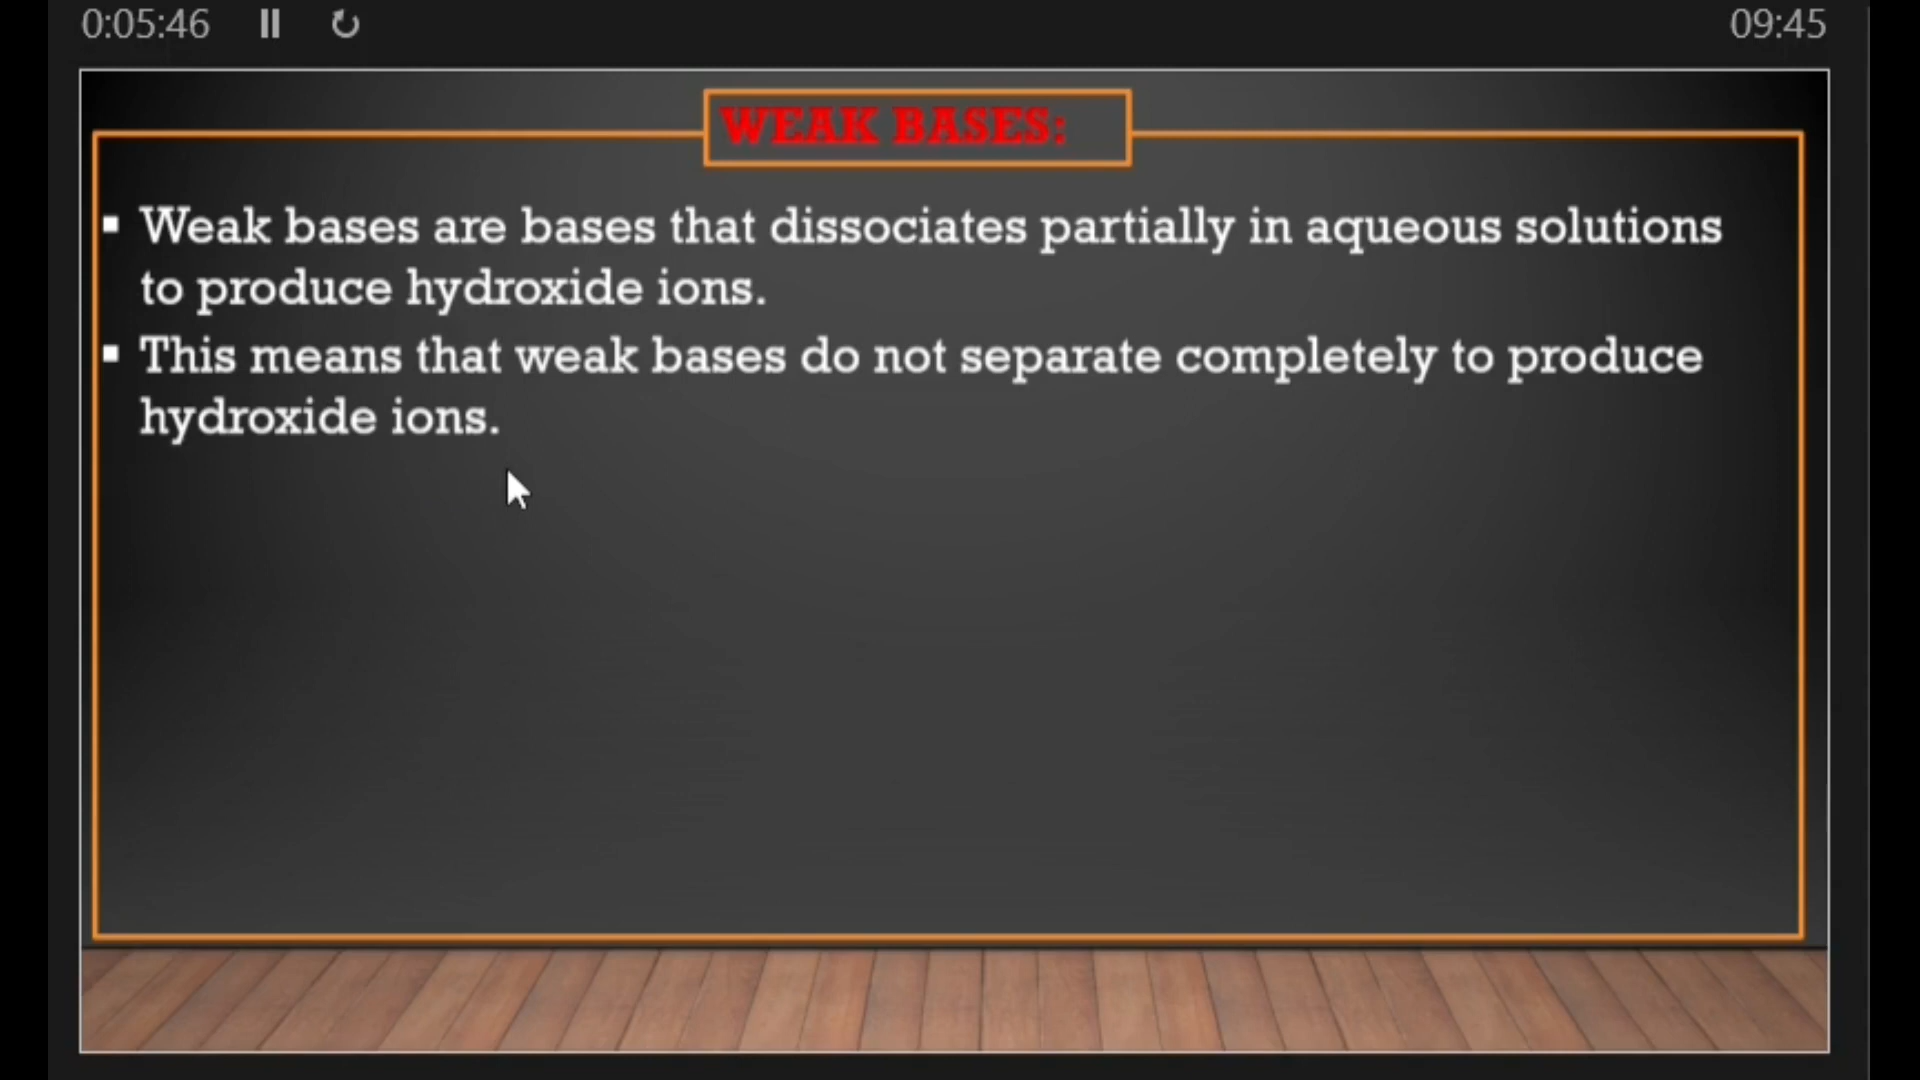 0:05:46
09:45
WEAK BASES:
▪ Weak bases are bases that dissociates partially in aqueous solutions
to produce hydroxide ions.
▪ This means that weak bases do not separate completely to produce
hydroxide ions.